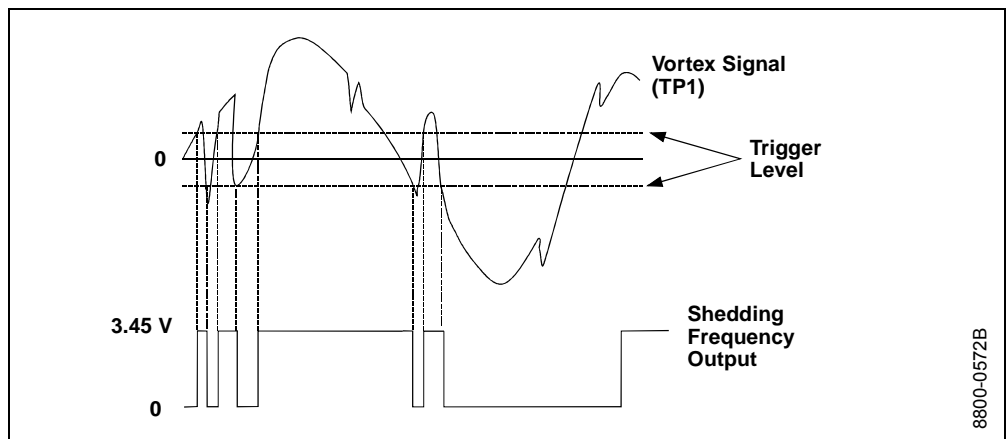 Vortex Signal
(TP1)
0
Trigger
Level
3.45 V
Shedding
Frequency
Output
0
8800-0572B